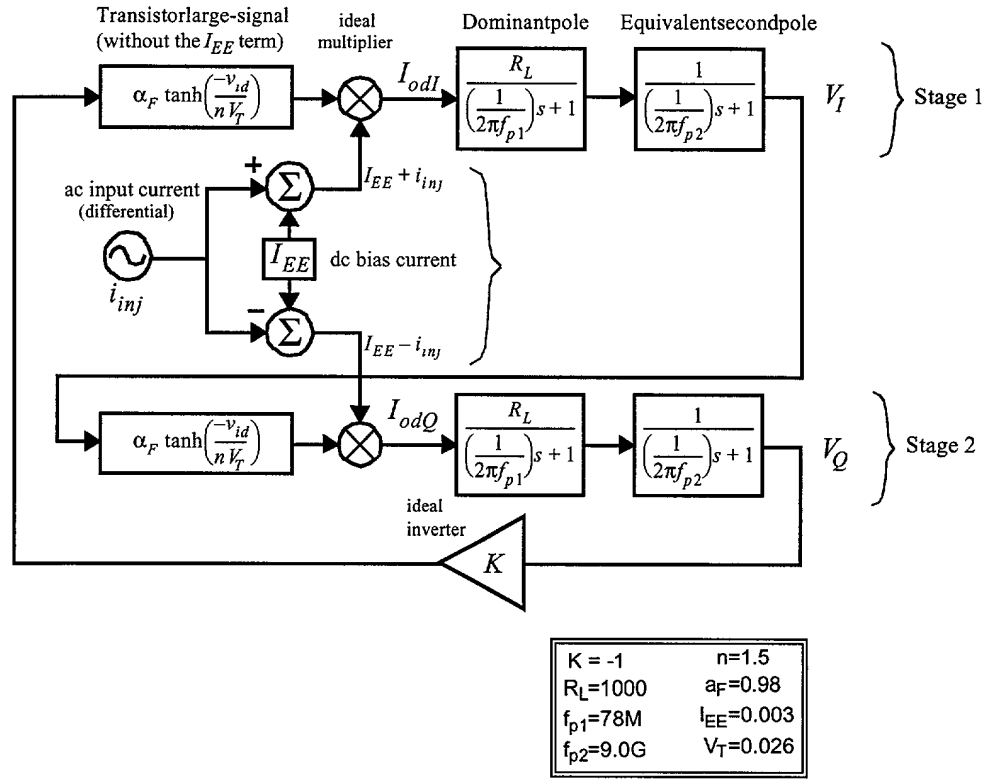 Transistorlarge-signal
(without the I_EE term)
ideal
multiplier
Dominantpole
Equivalentsecondpole
α_F tanh(−v_id / n V_T)
I_odI
R_L / ((1 / 2πf_p1)s + 1)
1 / ((1 / 2πf_p2)s + 1)
V_I
Stage 1
+
Σ
I_EE + i_inj
ac input current
(differential)
i_inj
I_EE
dc bias current
−
Σ
I_EE − i_inj
α_F tanh(−v_id / n V_T)
I_odQ
R_L / ((1 / 2πf_p1)s + 1)
1 / ((1 / 2πf_p2)s + 1)
V_Q
Stage 2
ideal
inverter
K
K = -1
n=1.5
R_L=1000
a_F=0.98
f_p1=78M
I_EE=0.003
f_p2=9.0G
V_T=0.026